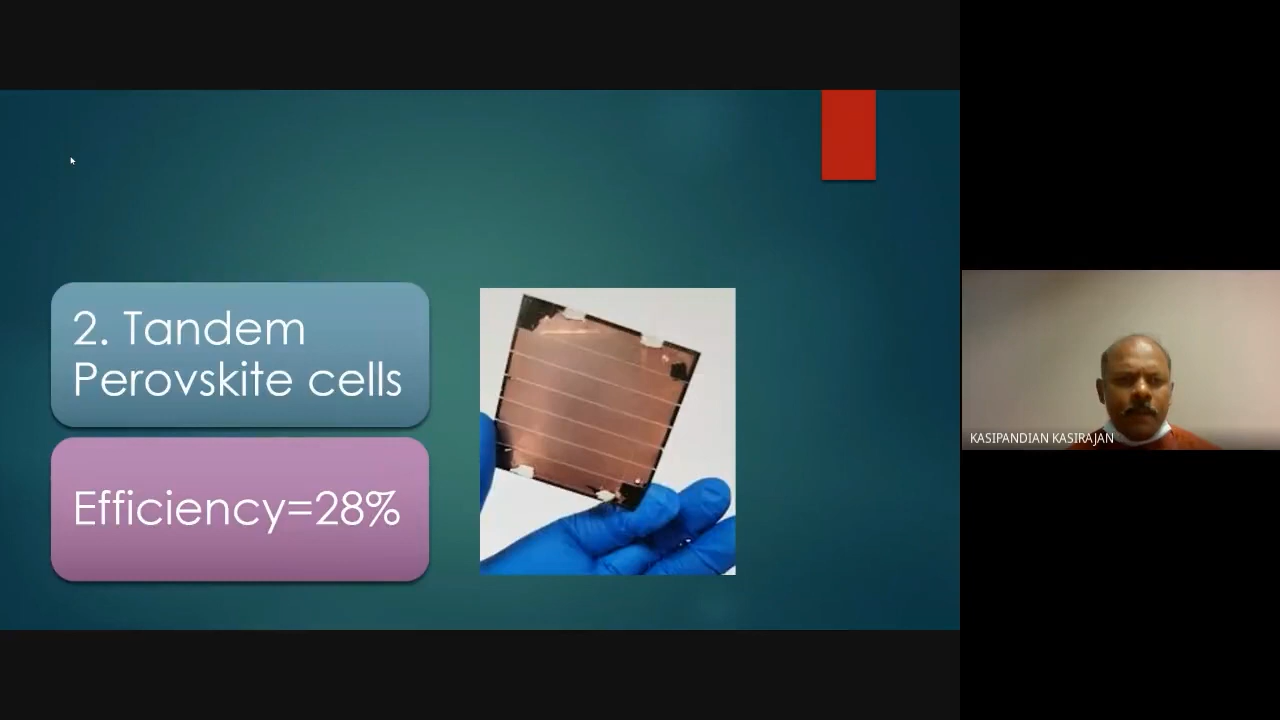 2. Tandem
Perovskite cells
Efficiency=28%
KASIPANDIAN KASIRAJAN